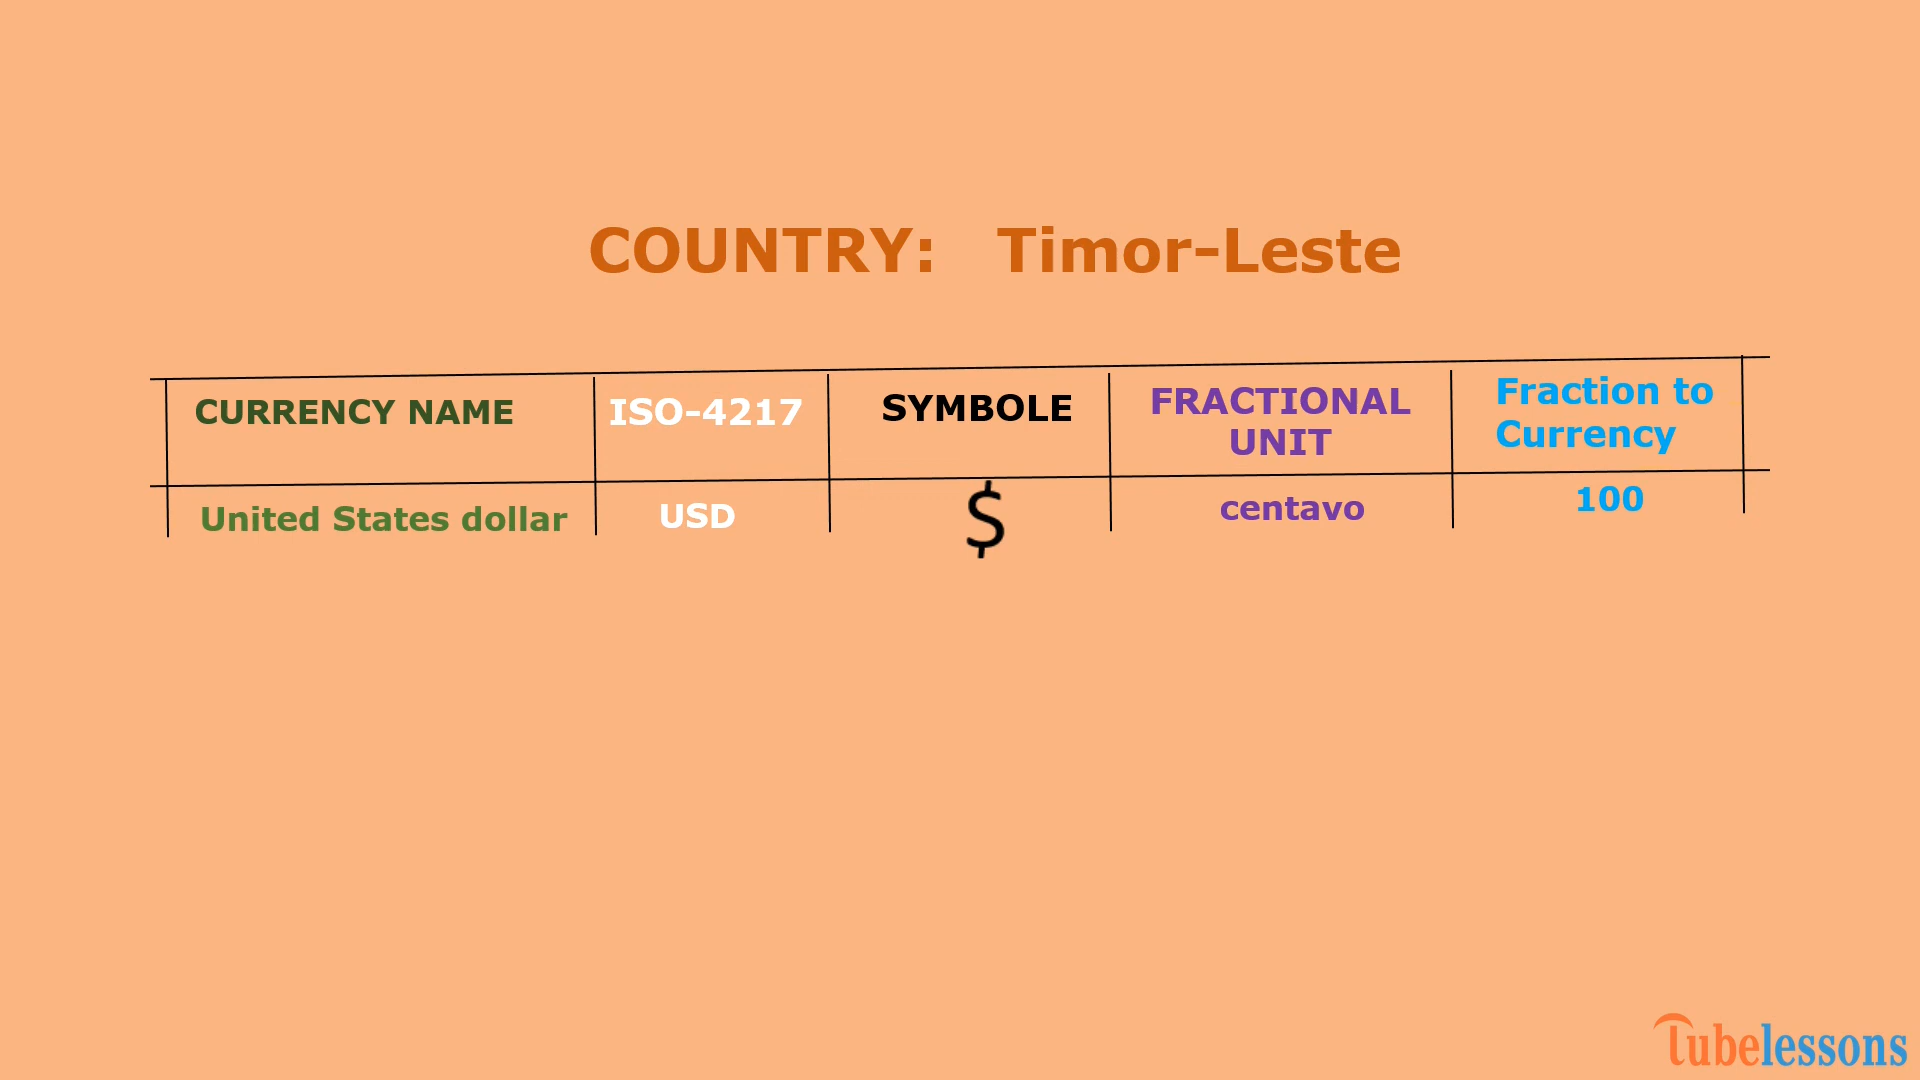 COUNTRY: Timor-Leste
CURRENCY NAME ISO-4217 SYMBOLE FRACTIONAL UNIT Fraction to Currency
United States dollar USD $ centavo 100
Tubelessons